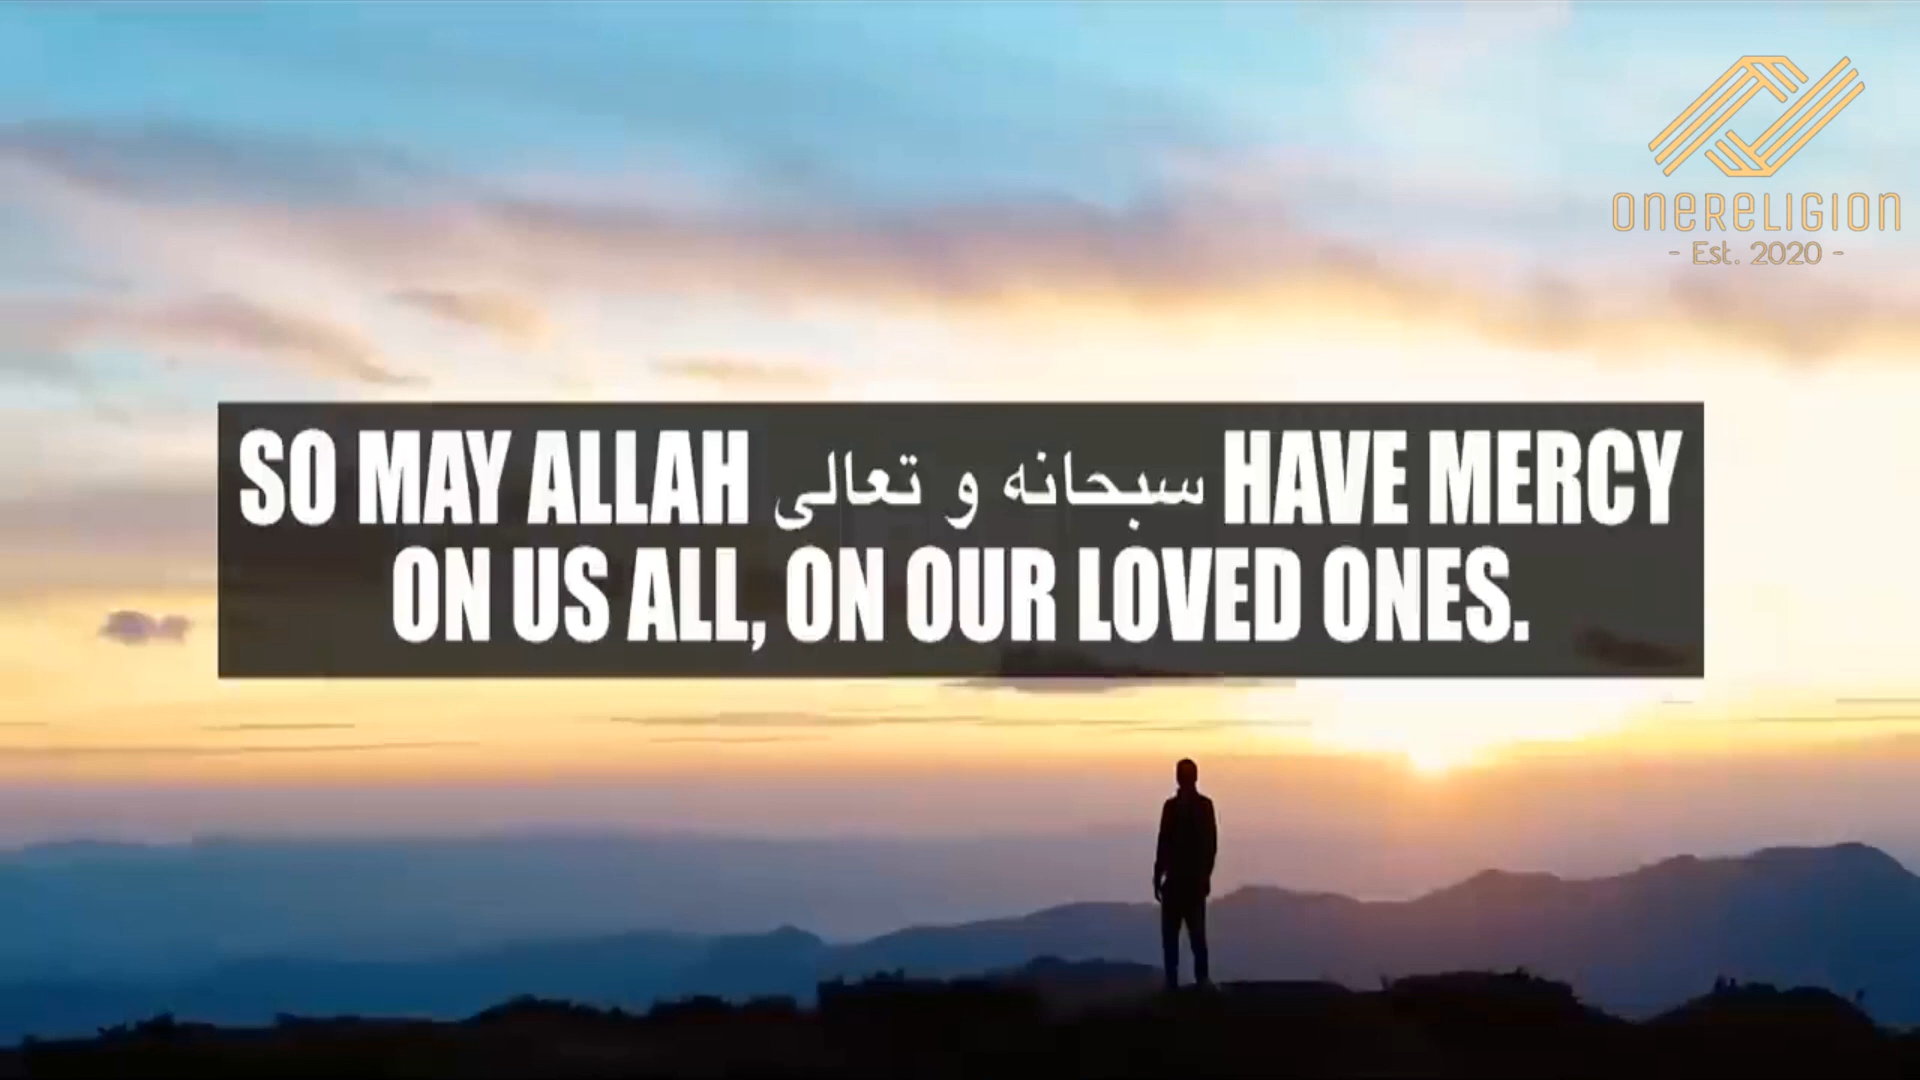 ONERELIGION
- Est. 2020 -
SO MAY ALLAH سبحانه و تعالى HAVE MERCY
ON US ALL, ON OUR LOVED ONES.